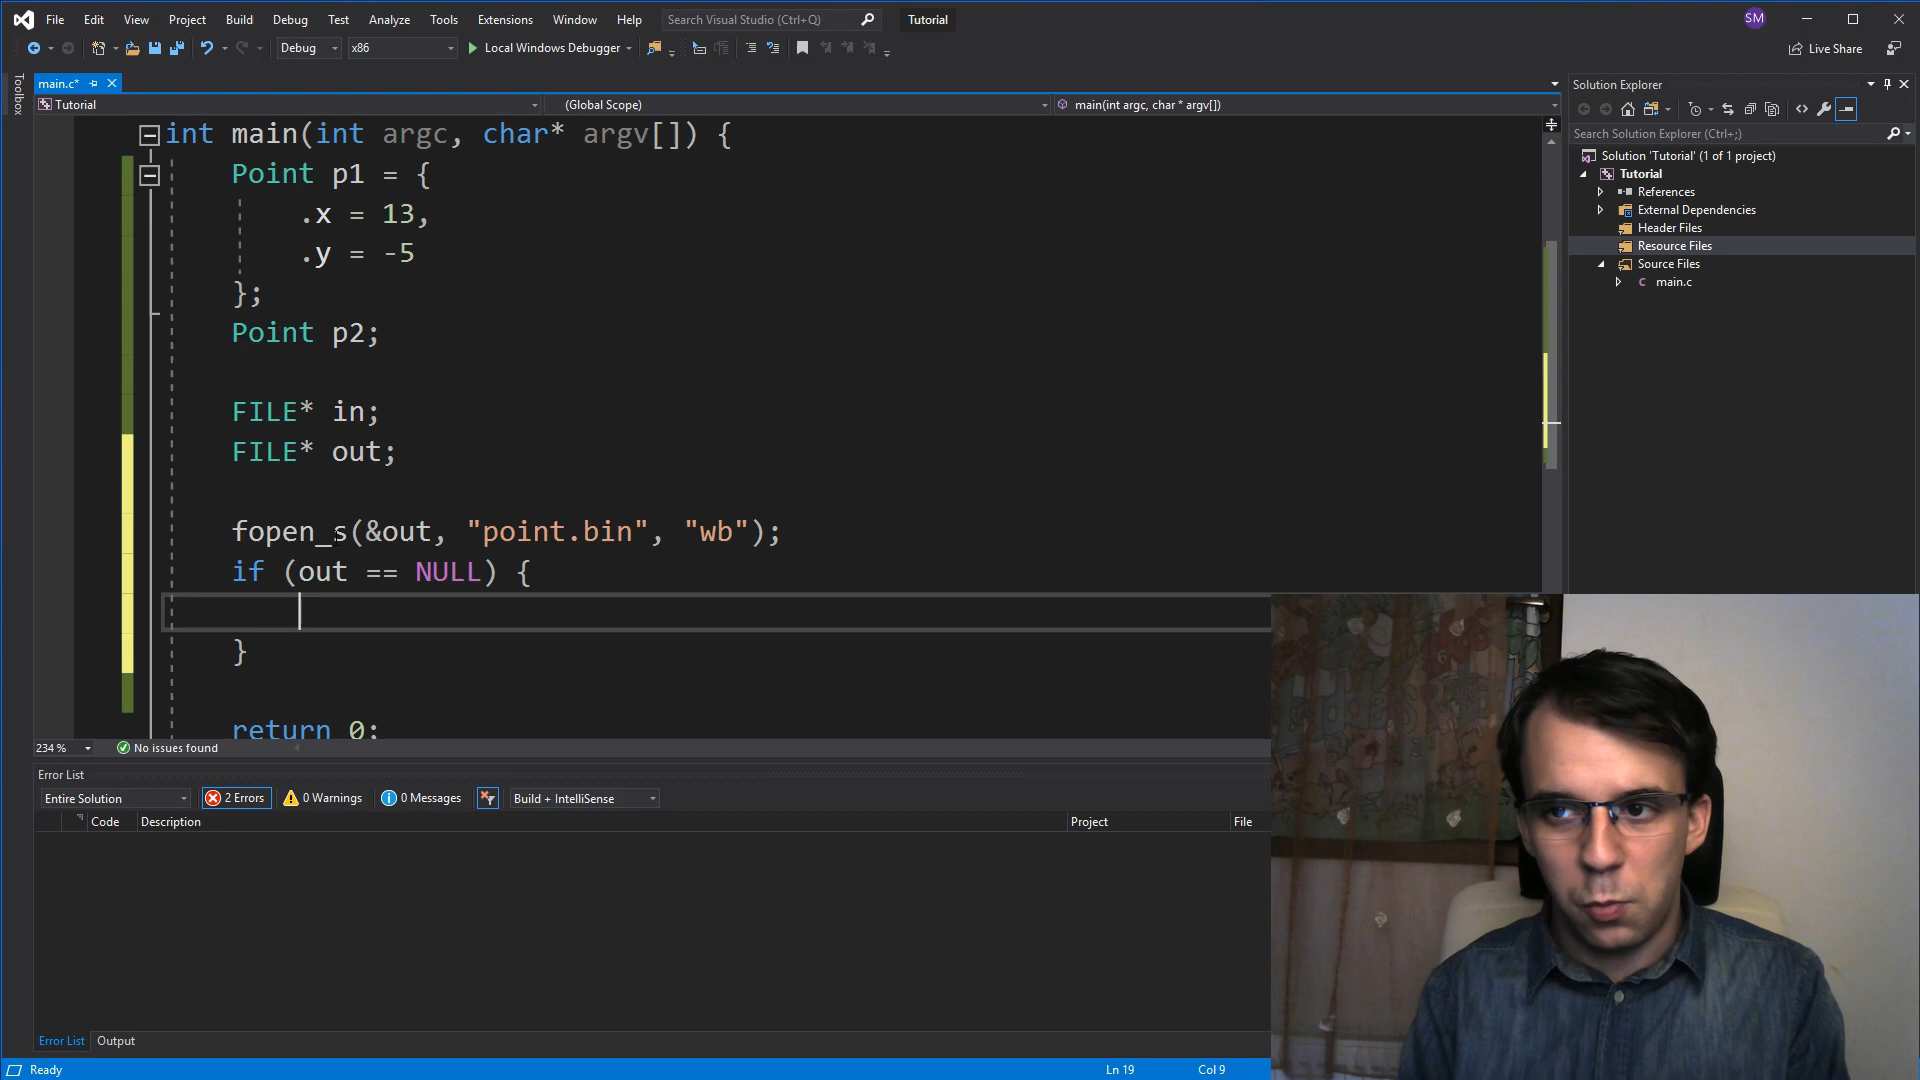 File Edit View Project Build Debug Test Analyze Tools Extensions Window Help Search Visual Studio (Ctrl+Q) Tutorial SM
Debug x86 Local Windows Debugger Live Share
Toolbox
main.c*
Tutorial (Global Scope) main(int argc, char * argv[])
int main(int argc, char* argv[]) {
Point p1 = {
.x = 13,
.y = -5
};
Point p2;
FILE* in;
FILE* out;
fopen_s(&out, "point.bin", "wb");
if (out == NULL) {
}
return 0;
234 % No issues found
Error List
Entire Solution 2 Errors 0 Warnings 0 Messages Build + IntelliSense
Code Description Project File
Error List Output
Ready Ln 19 Col 9
Solution Explorer
Search Solution Explorer (Ctrl+;)
Solution 'Tutorial' (1 of 1 project)
Tutorial
References
External Dependencies
Header Files
Resource Files
Source Files
C main.c